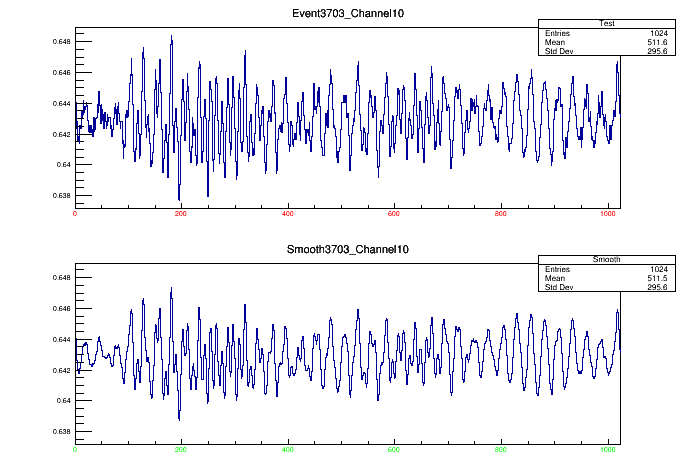 Event3703_Channel10
Test
Entries 1024
Mean 511.6
Std Dev 295.6
0.648
0.646
0.644
0.642
0.64
0.638
0 200 400 600 800 1000
Smooth3703_Channel10
Smooth
Entries 1024
Mean 511.5
Std Dev 295.6
0.648
0.646
0.644
0.642
0.64
0.638
0 200 400 600 800 1000